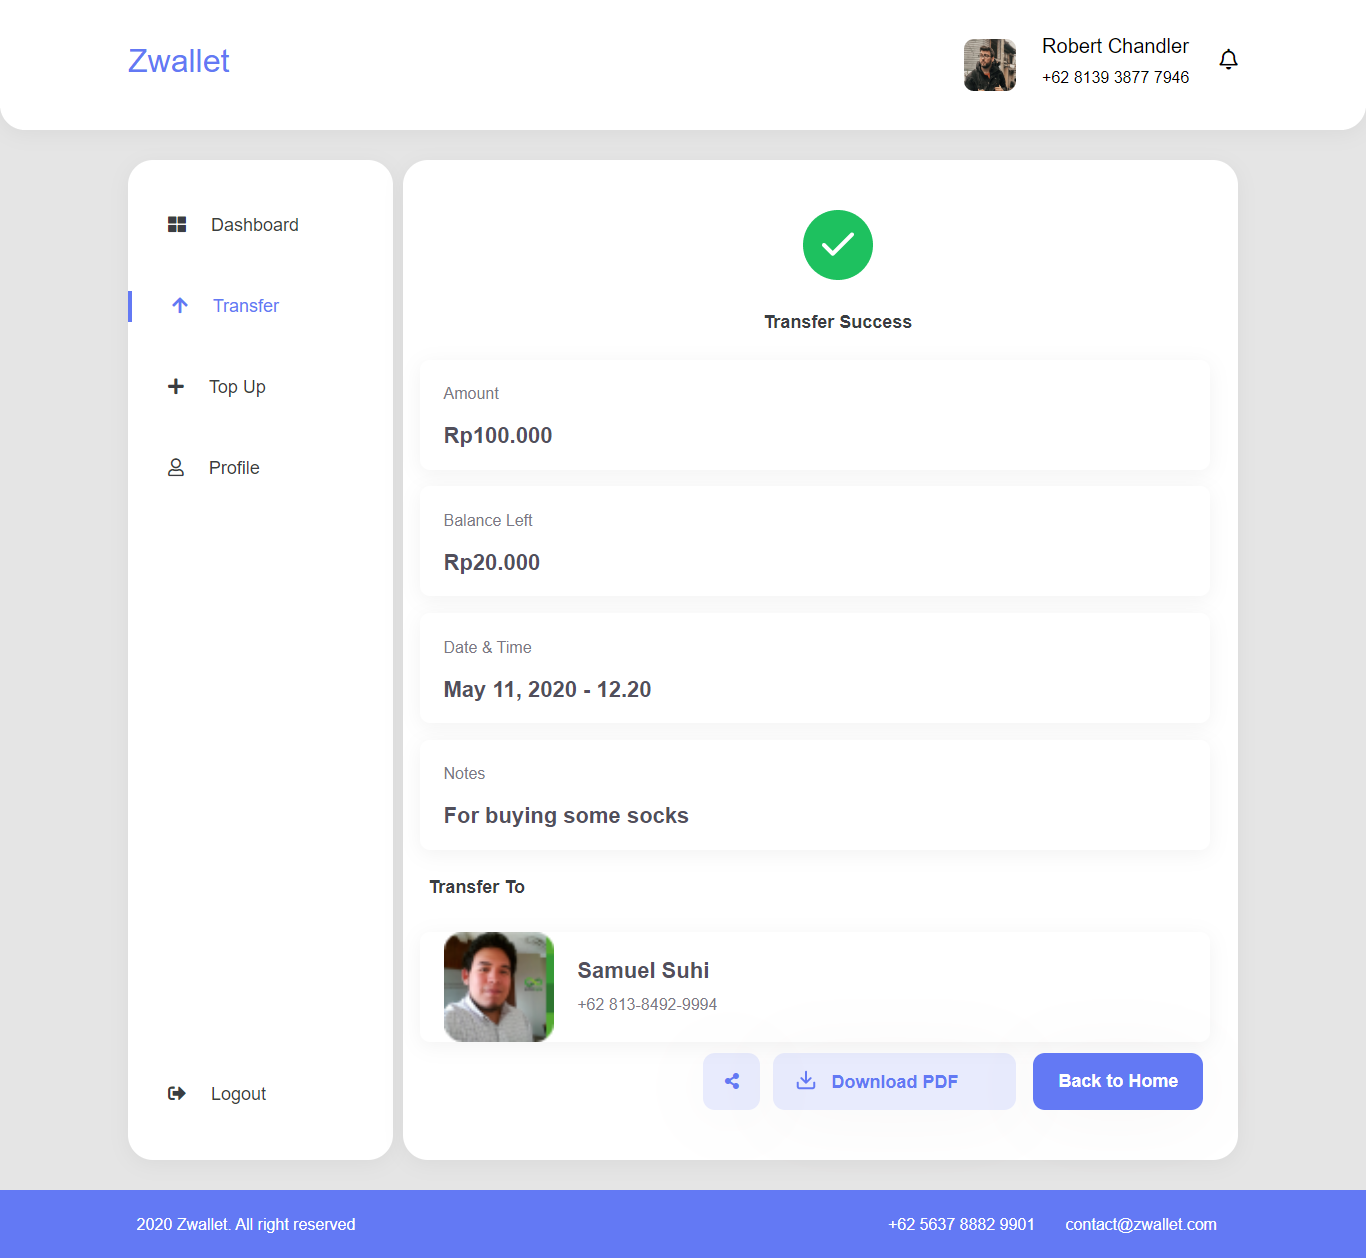 Zwallet
Robert Chandler
+62 8139 3877 7946
Dashboard
Transfer
Top Up
Profile
Logout
Transfer Success
Amount
Rp100.000
Balance Left
Rp20.000
Date & Time
May 11, 2020 - 12.20
Notes
For buying some socks
Transfer To
Samuel Suhi
+62 813-8492-9994
Download PDF
Back to Home
2020 Zwallet. All right reserved
+62 5637 8882 9901
contact@zwallet.com